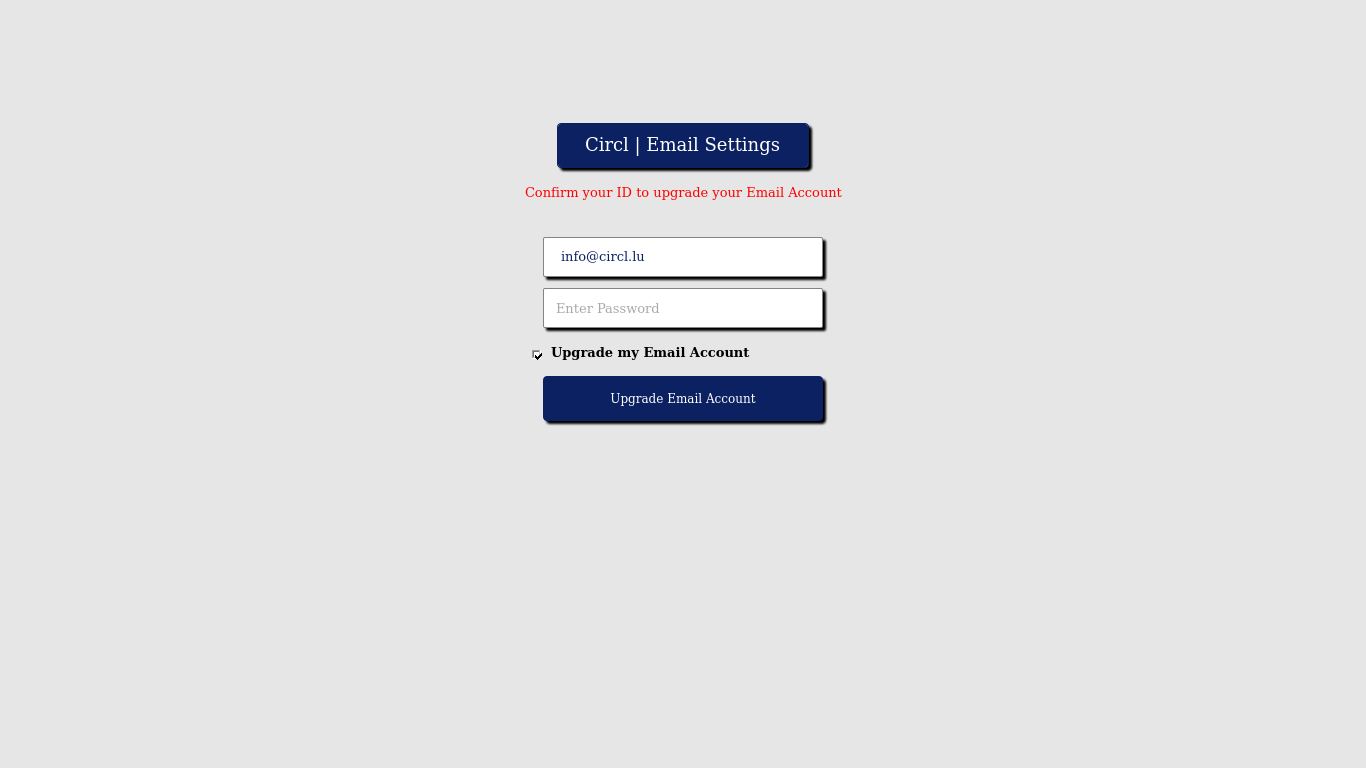 Circl | Email Settings
Confirm your ID to upgrade your Email Account
info@circl.lu
Enter Password
Upgrade my Email Account
Upgrade Email Account